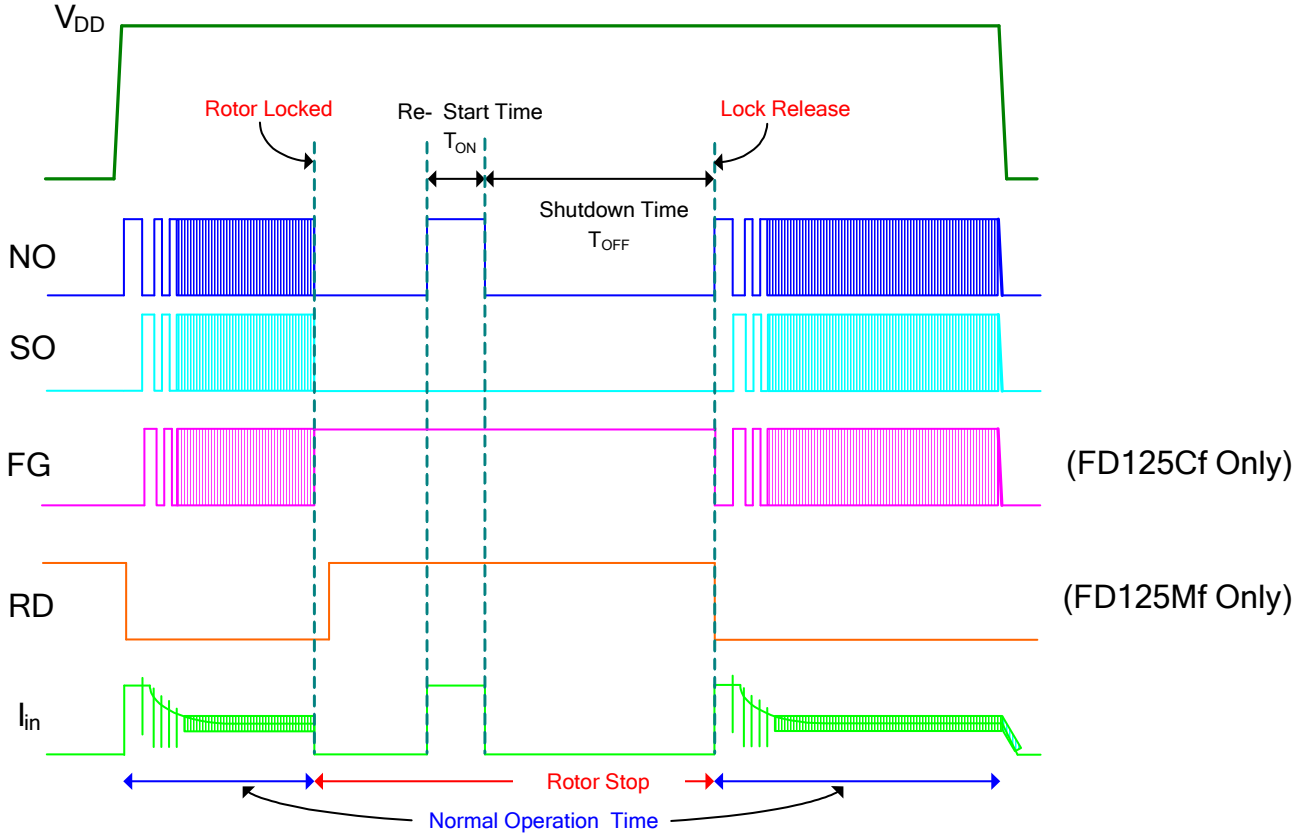 VDD
Rotor Locked
Re- Start Time
TON
Lock Release
Shutdown Time
TOFF
NO
SO
FG
(FD125Cf Only)
RD
(FD125Mf Only)
Iin
Rotor Stop
Normal Operation Time